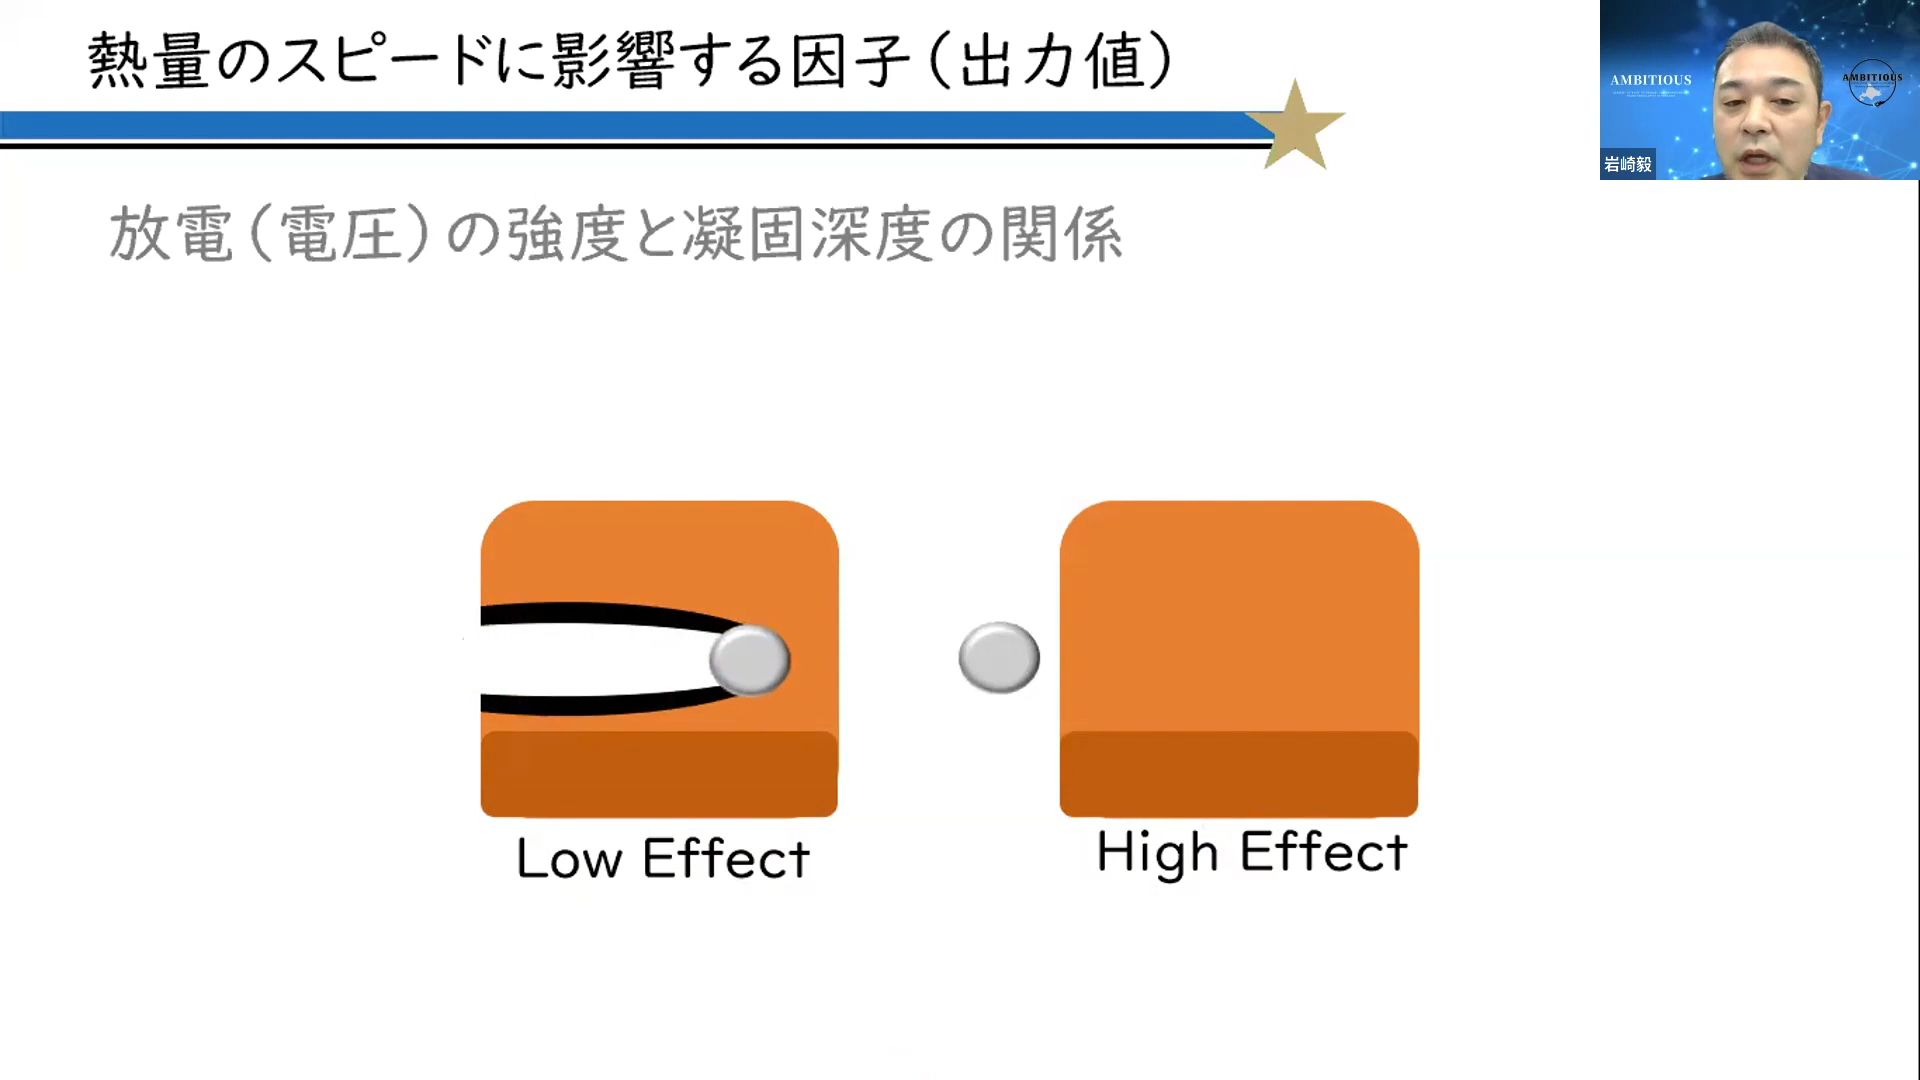 熱量のスピードに影響する因子（出力値）
AMBITIOUS
AMBITIOUS
岩崎毅
放電（電圧）の強度と凝固深度の関係
Low Effect
High Effect